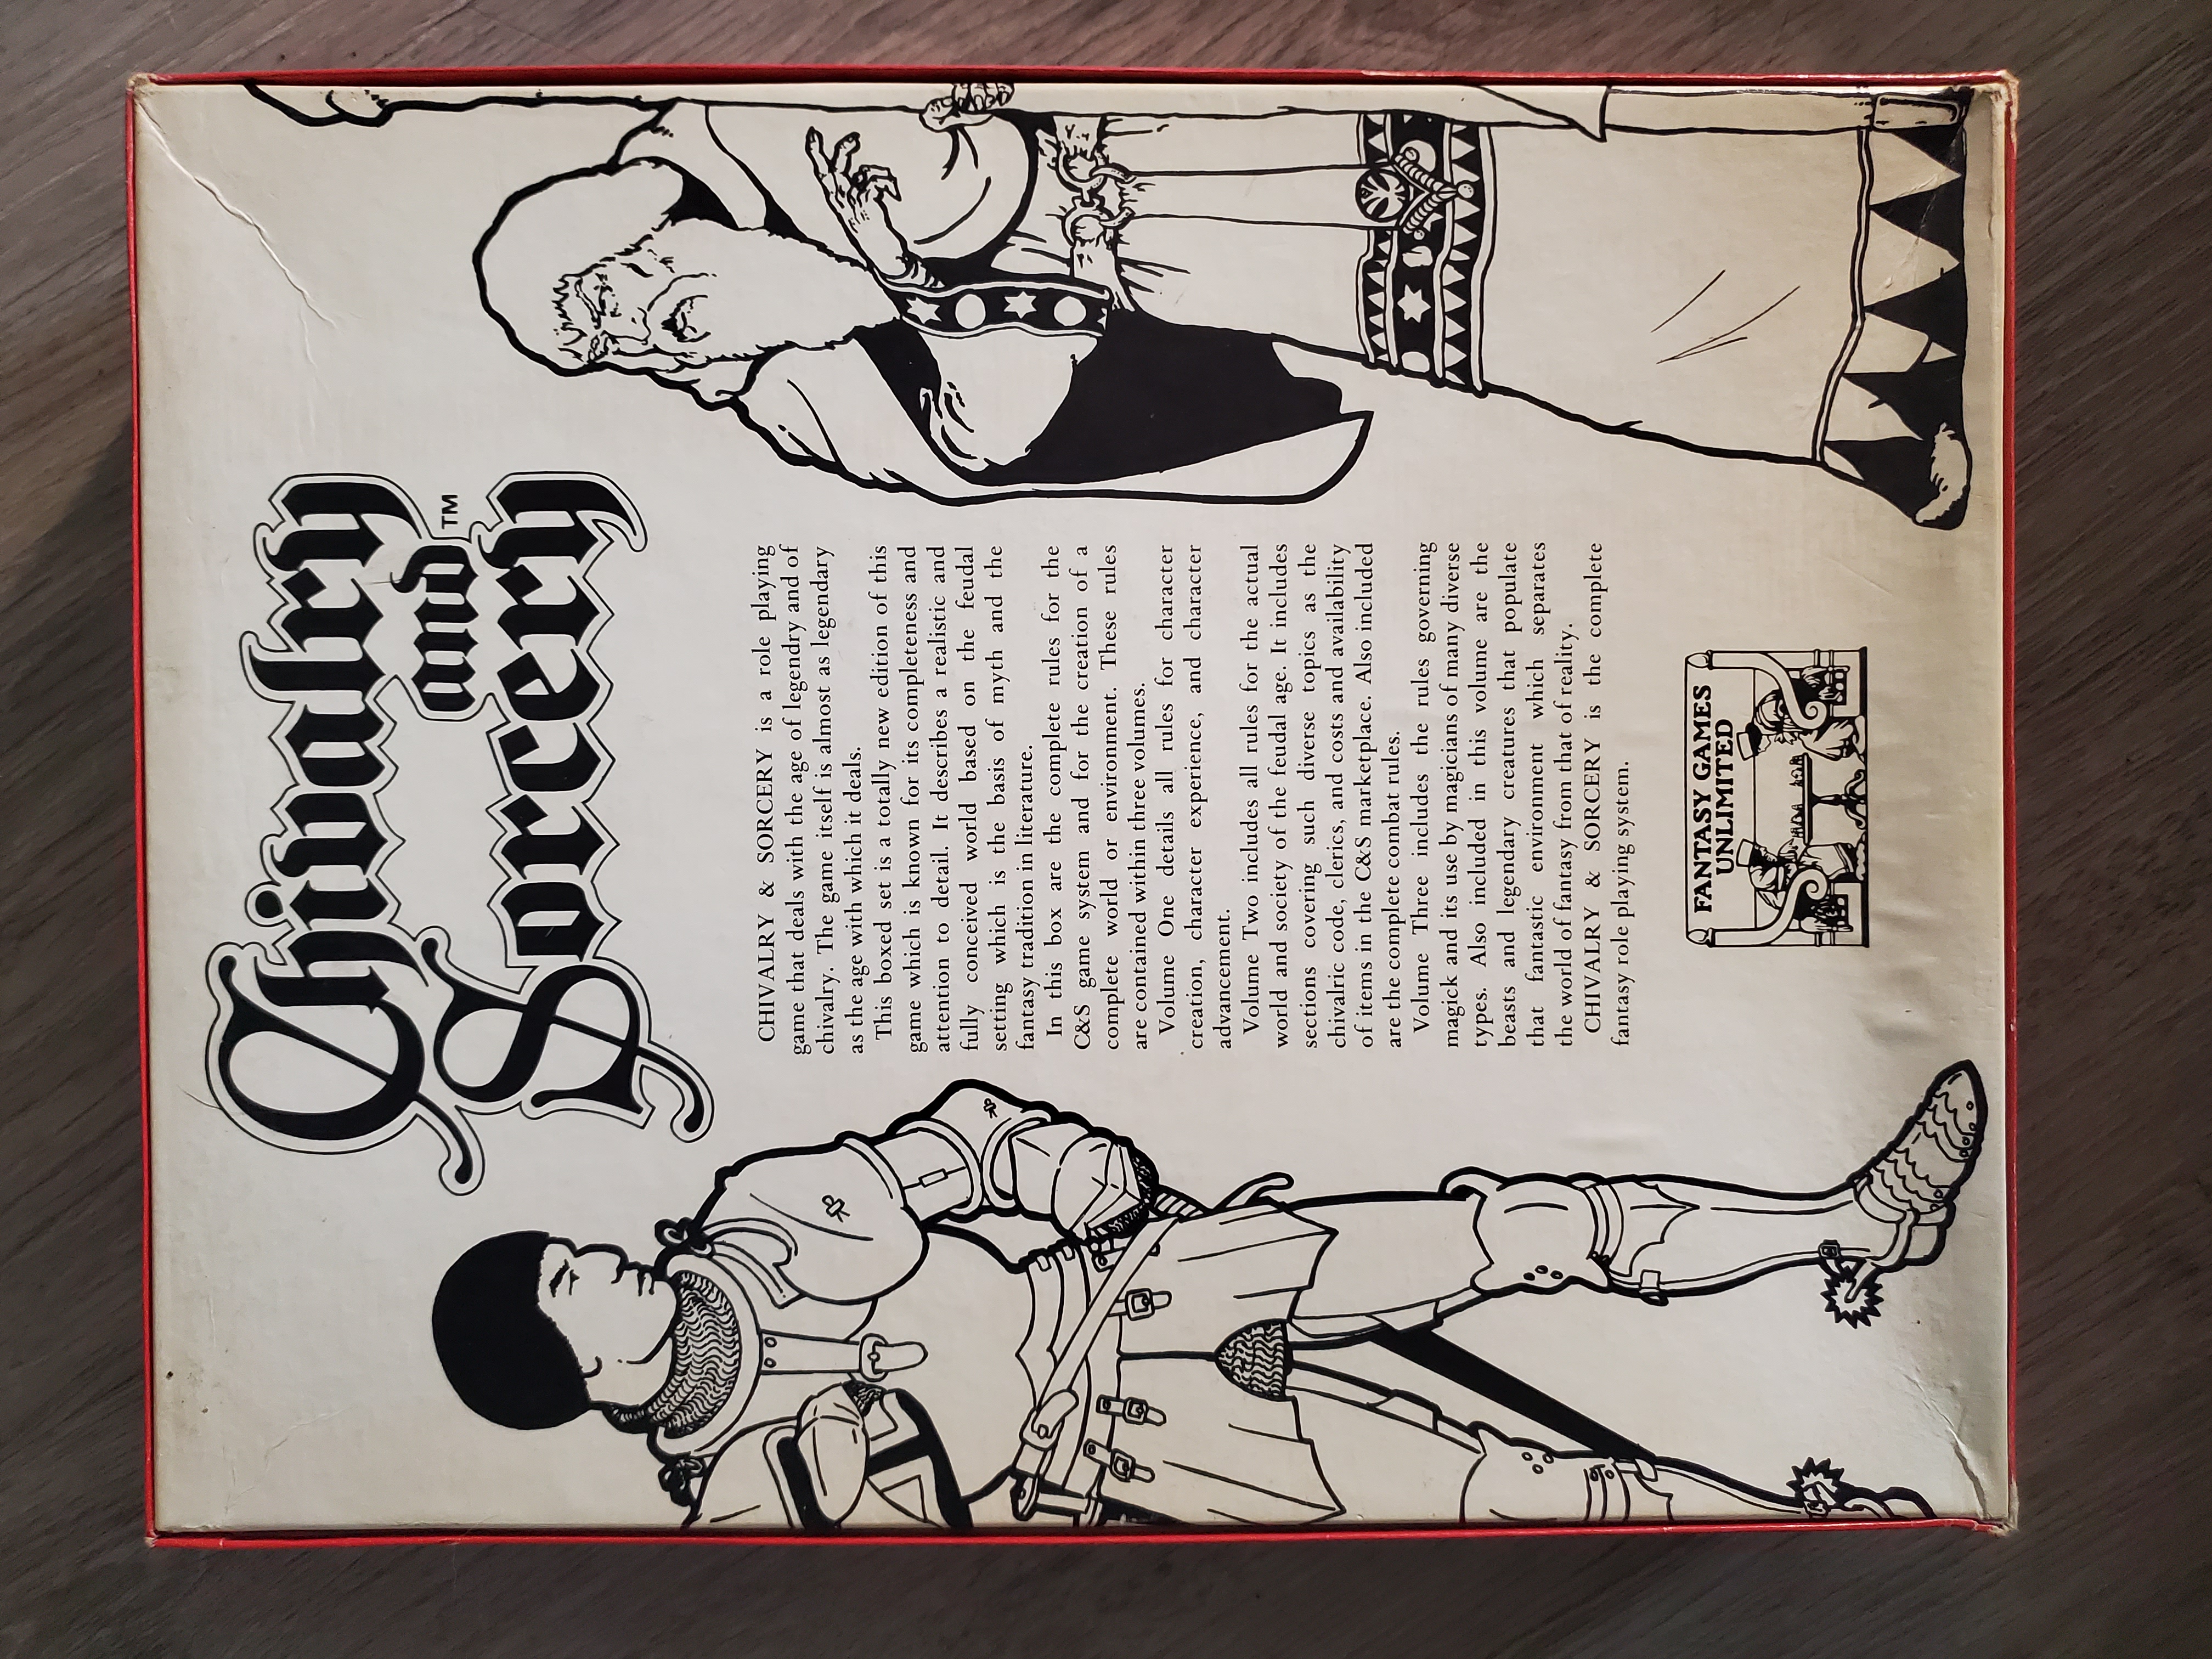 Chivalry
and™
Sorcery
CHIVALRY & SORCERY is a role playing
game that deals with the age of legendry and of
chivalry. The game itself is almost as legendary
as the age with which it deals.
This boxed set is a totally new edition of this
game which is known for its completeness and
attention to detail. It describes a realistic and
fully conceived world based on the feudal
setting which is the basis of myth and the
fantasy tradition in literature.
In this box are the complete rules for the
C&S game system and for the creation of a
complete world or environment. These rules
are contained within three volumes.
Volume One details all rules for character
creation, character experience, and character
advancement.
Volume Two includes all rules for the actual
world and society of the feudal age. It includes
sections covering such diverse topics as the
chivalric code, clerics, and costs and availability
of items in the C&S marketplace. Also included
are the complete combat rules.
Volume Three includes the rules governing
magick and its use by magicians of many diverse
types. Also included in this volume are the
beasts and legendary creatures that populate
that fantastic environment which separates
the world of fantasy from that of reality.
CHIVALRY & SORCERY is the complete
fantasy role playing system.
FANTASY GAMES
UNLIMITED